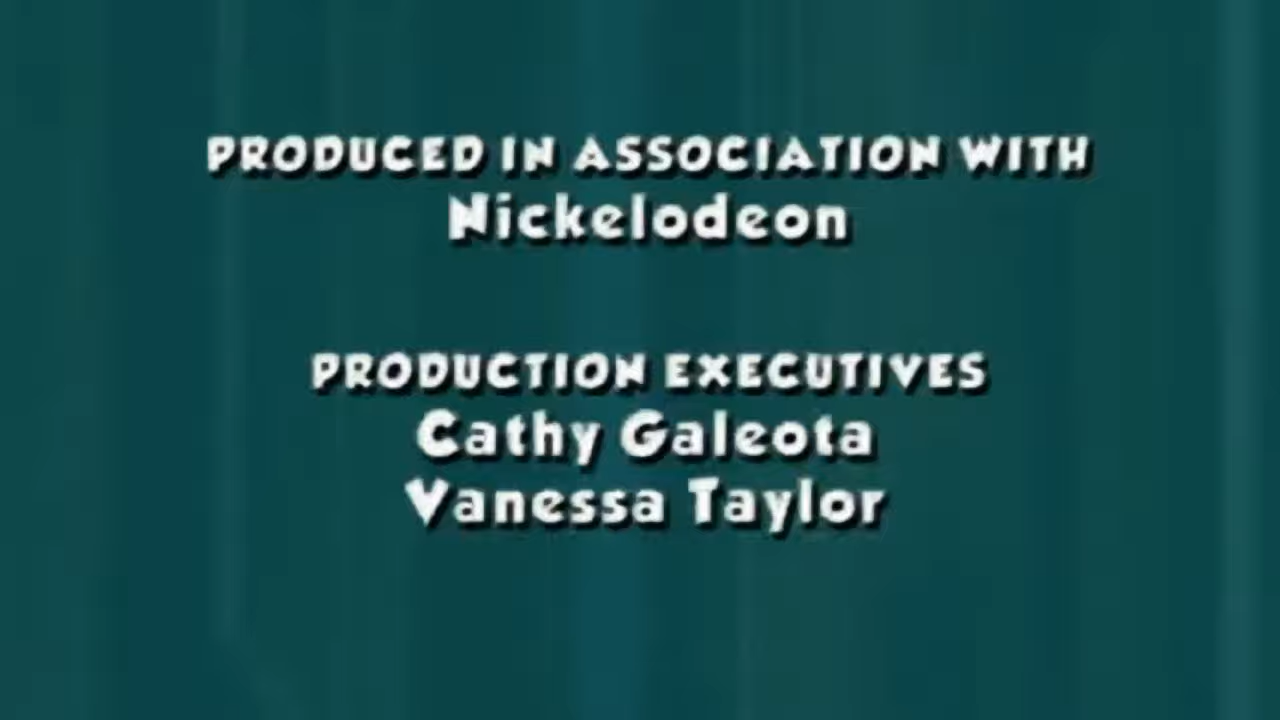 PRODUCED IN ASSOCIATION WITH
Nickelodeon
PRODUCTION EXECUTIVES
Cathy Galeota
Vanessa Taylor